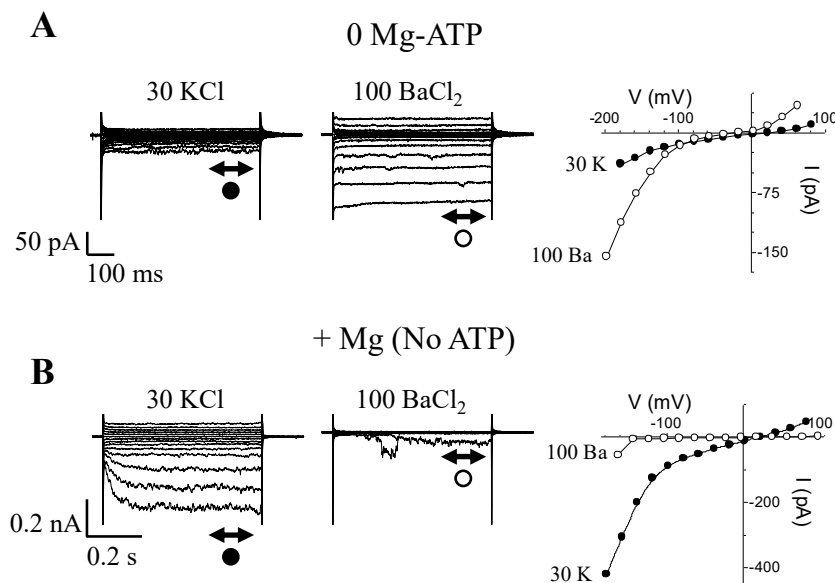 A
0 Mg-ATP
30 KCl
100 BaCl₂
V (mV)
-200
-100
100
30 K
-75
I (pA)
100 Ba
-150
50 pA
100 ms
+ Mg (No ATP)
B
30 KCl
100 BaCl₂
V (mV)
-100
100
100 Ba
-200
I (pA)
0.2 nA
0.2 s
30 K
-400